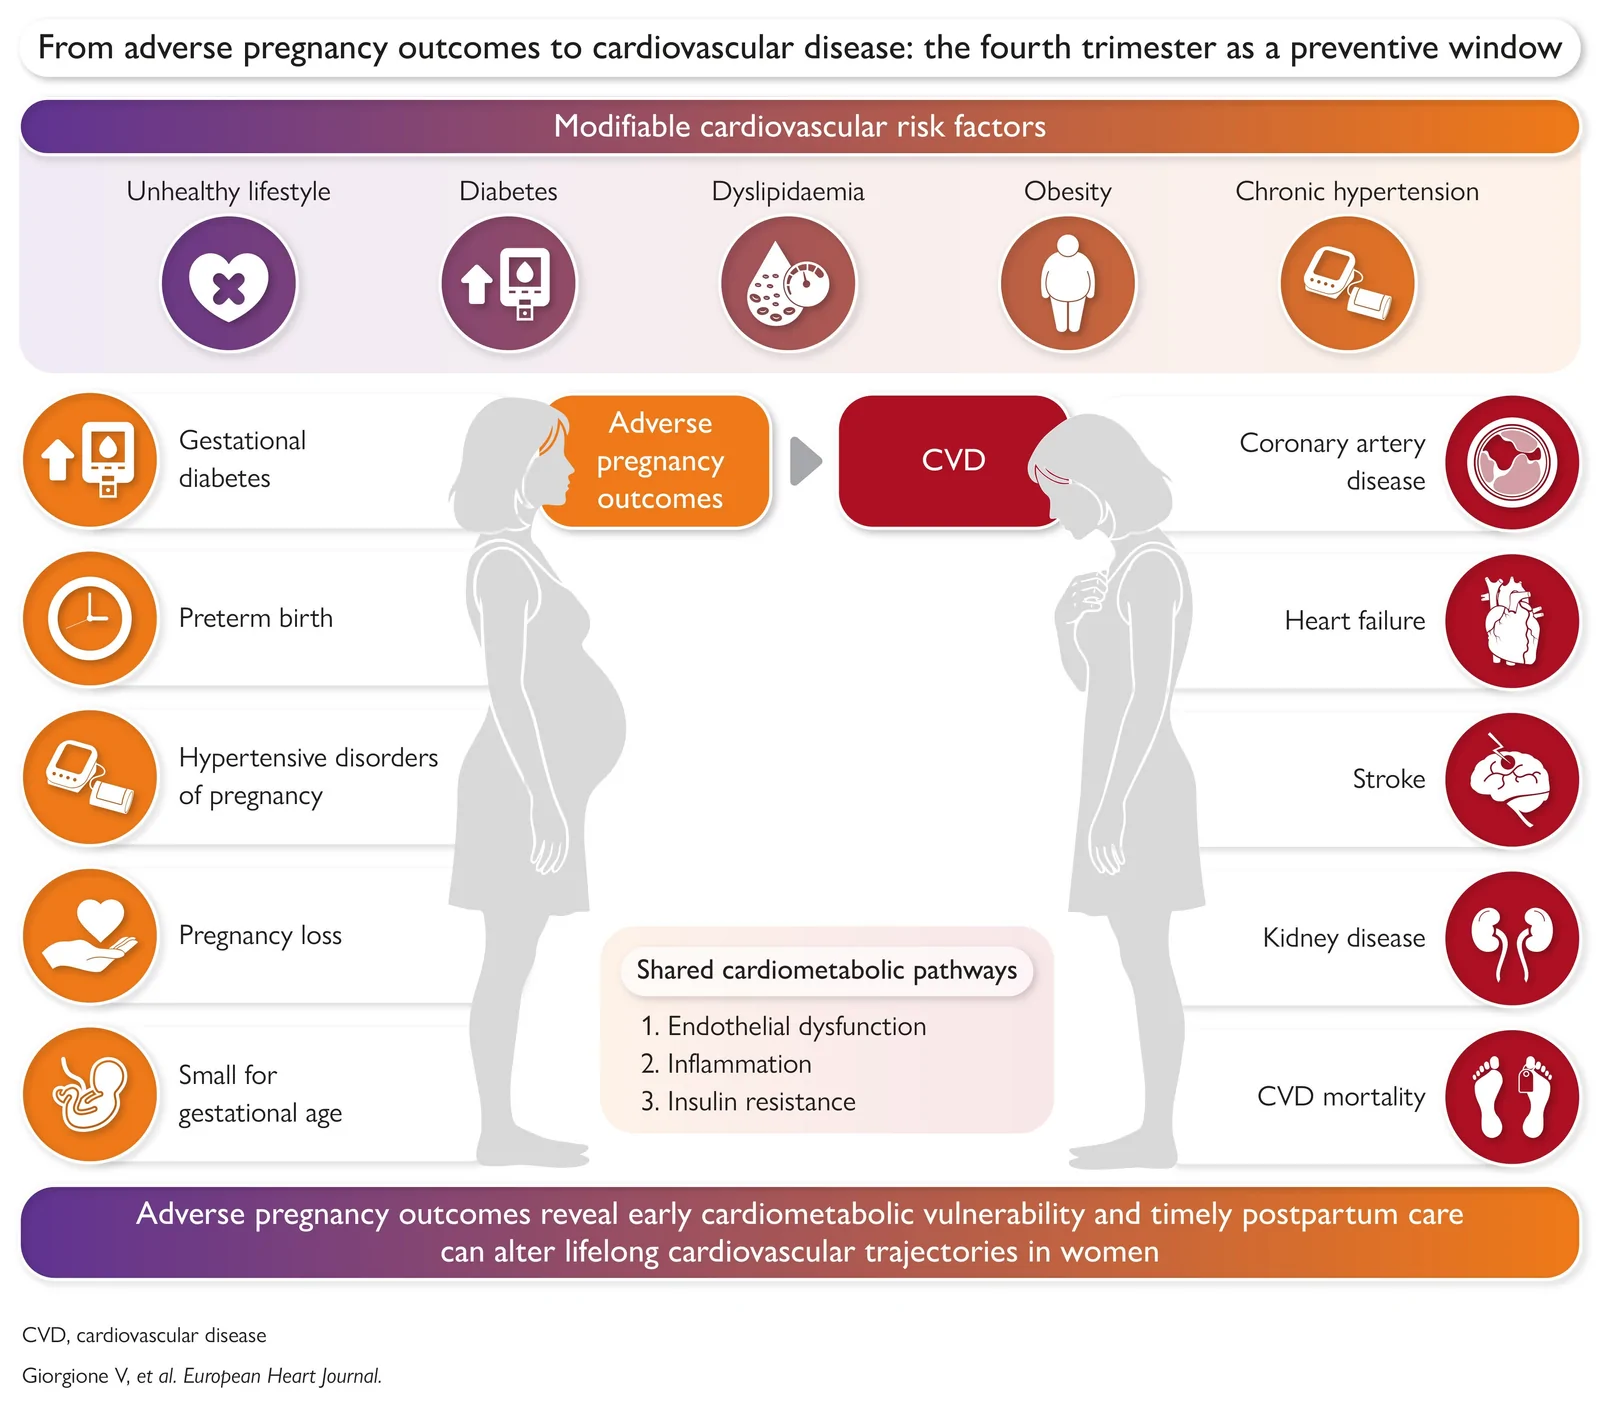 From adverse pregnancy outcomes to cardiovascular disease: the fourth trimester as a preventive window
Modifiable cardiovascular risk factors
Unhealthy lifestyle
Diabetes
Dyslipidaemia
Obesity
Chronic hypertension
Gestational
diabetes
Preterm birth
Hypertensive disorders
of pregnancy
Pregnancy loss
Small for
gestational age
Adverse
pregnancy
outcomes
CVD
Coronary artery
disease
Heart failure
Stroke
Kidney disease
CVD mortality
Shared cardiometabolic pathways
1. Endothelial dysfunction
2. Inflammation
3. Insulin resistance
Adverse pregnancy outcomes reveal early cardiometabolic vulnerability and timely postpartum care
can alter lifelong cardiovascular trajectories in women
CVD, cardiovascular disease
Giorgione V, et al. European Heart Journal.